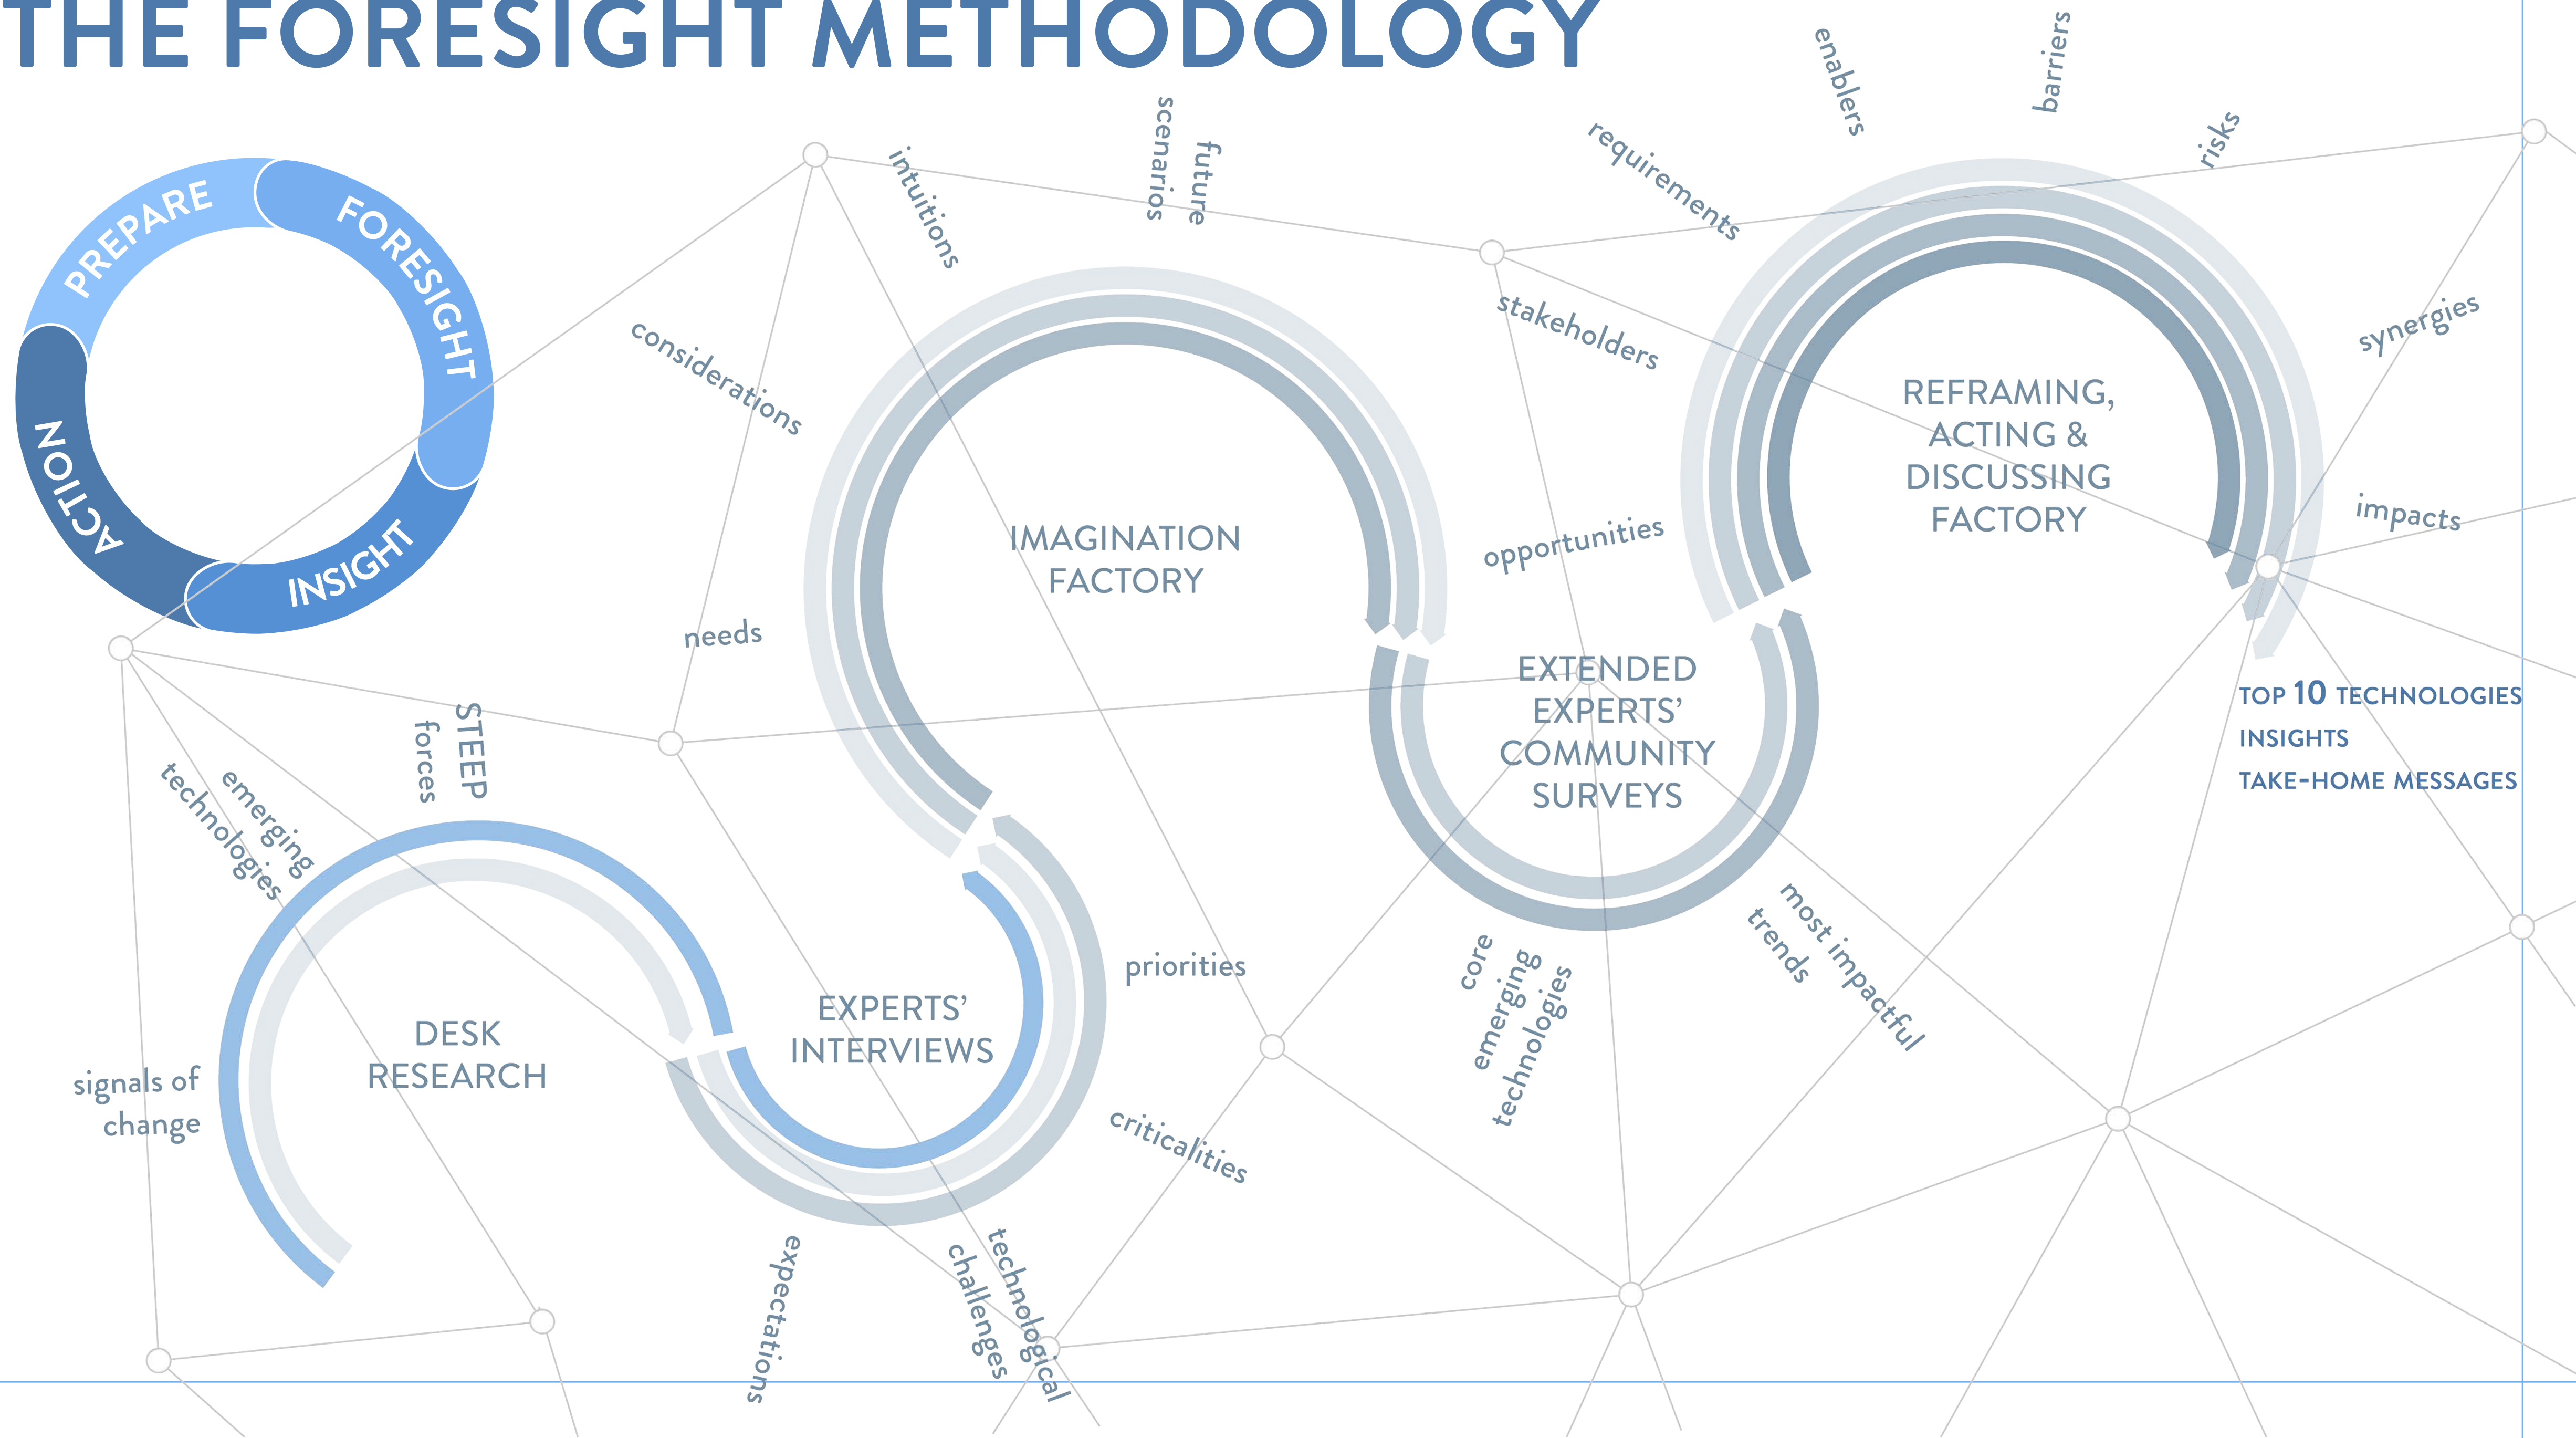 THE FORESIGHT METHODOLOGY
PREPARE
FORESIGHT
INSIGHT
ACTION
signals of
change
emerging
technologies
STEEP
forces
DESK
RESEARCH
EXPERTS'
INTERVIEWS
expectations
technological
challenges
criticalities
priorities
needs
considerations
intuitions
future
scenarios
IMAGINATION
FACTORY
EXTENDED
EXPERTS'
COMMUNITY
SURVEYS
core
emerging
technologies
most impactful
trends
opportunities
stakeholders
requirements
enablers
barriers
risks
synergies
impacts
REFRAMING,
ACTING &
DISCUSSING
FACTORY
TOP 10 TECHNOLOGIES
INSIGHTS
TAKE-HOME MESSAGES